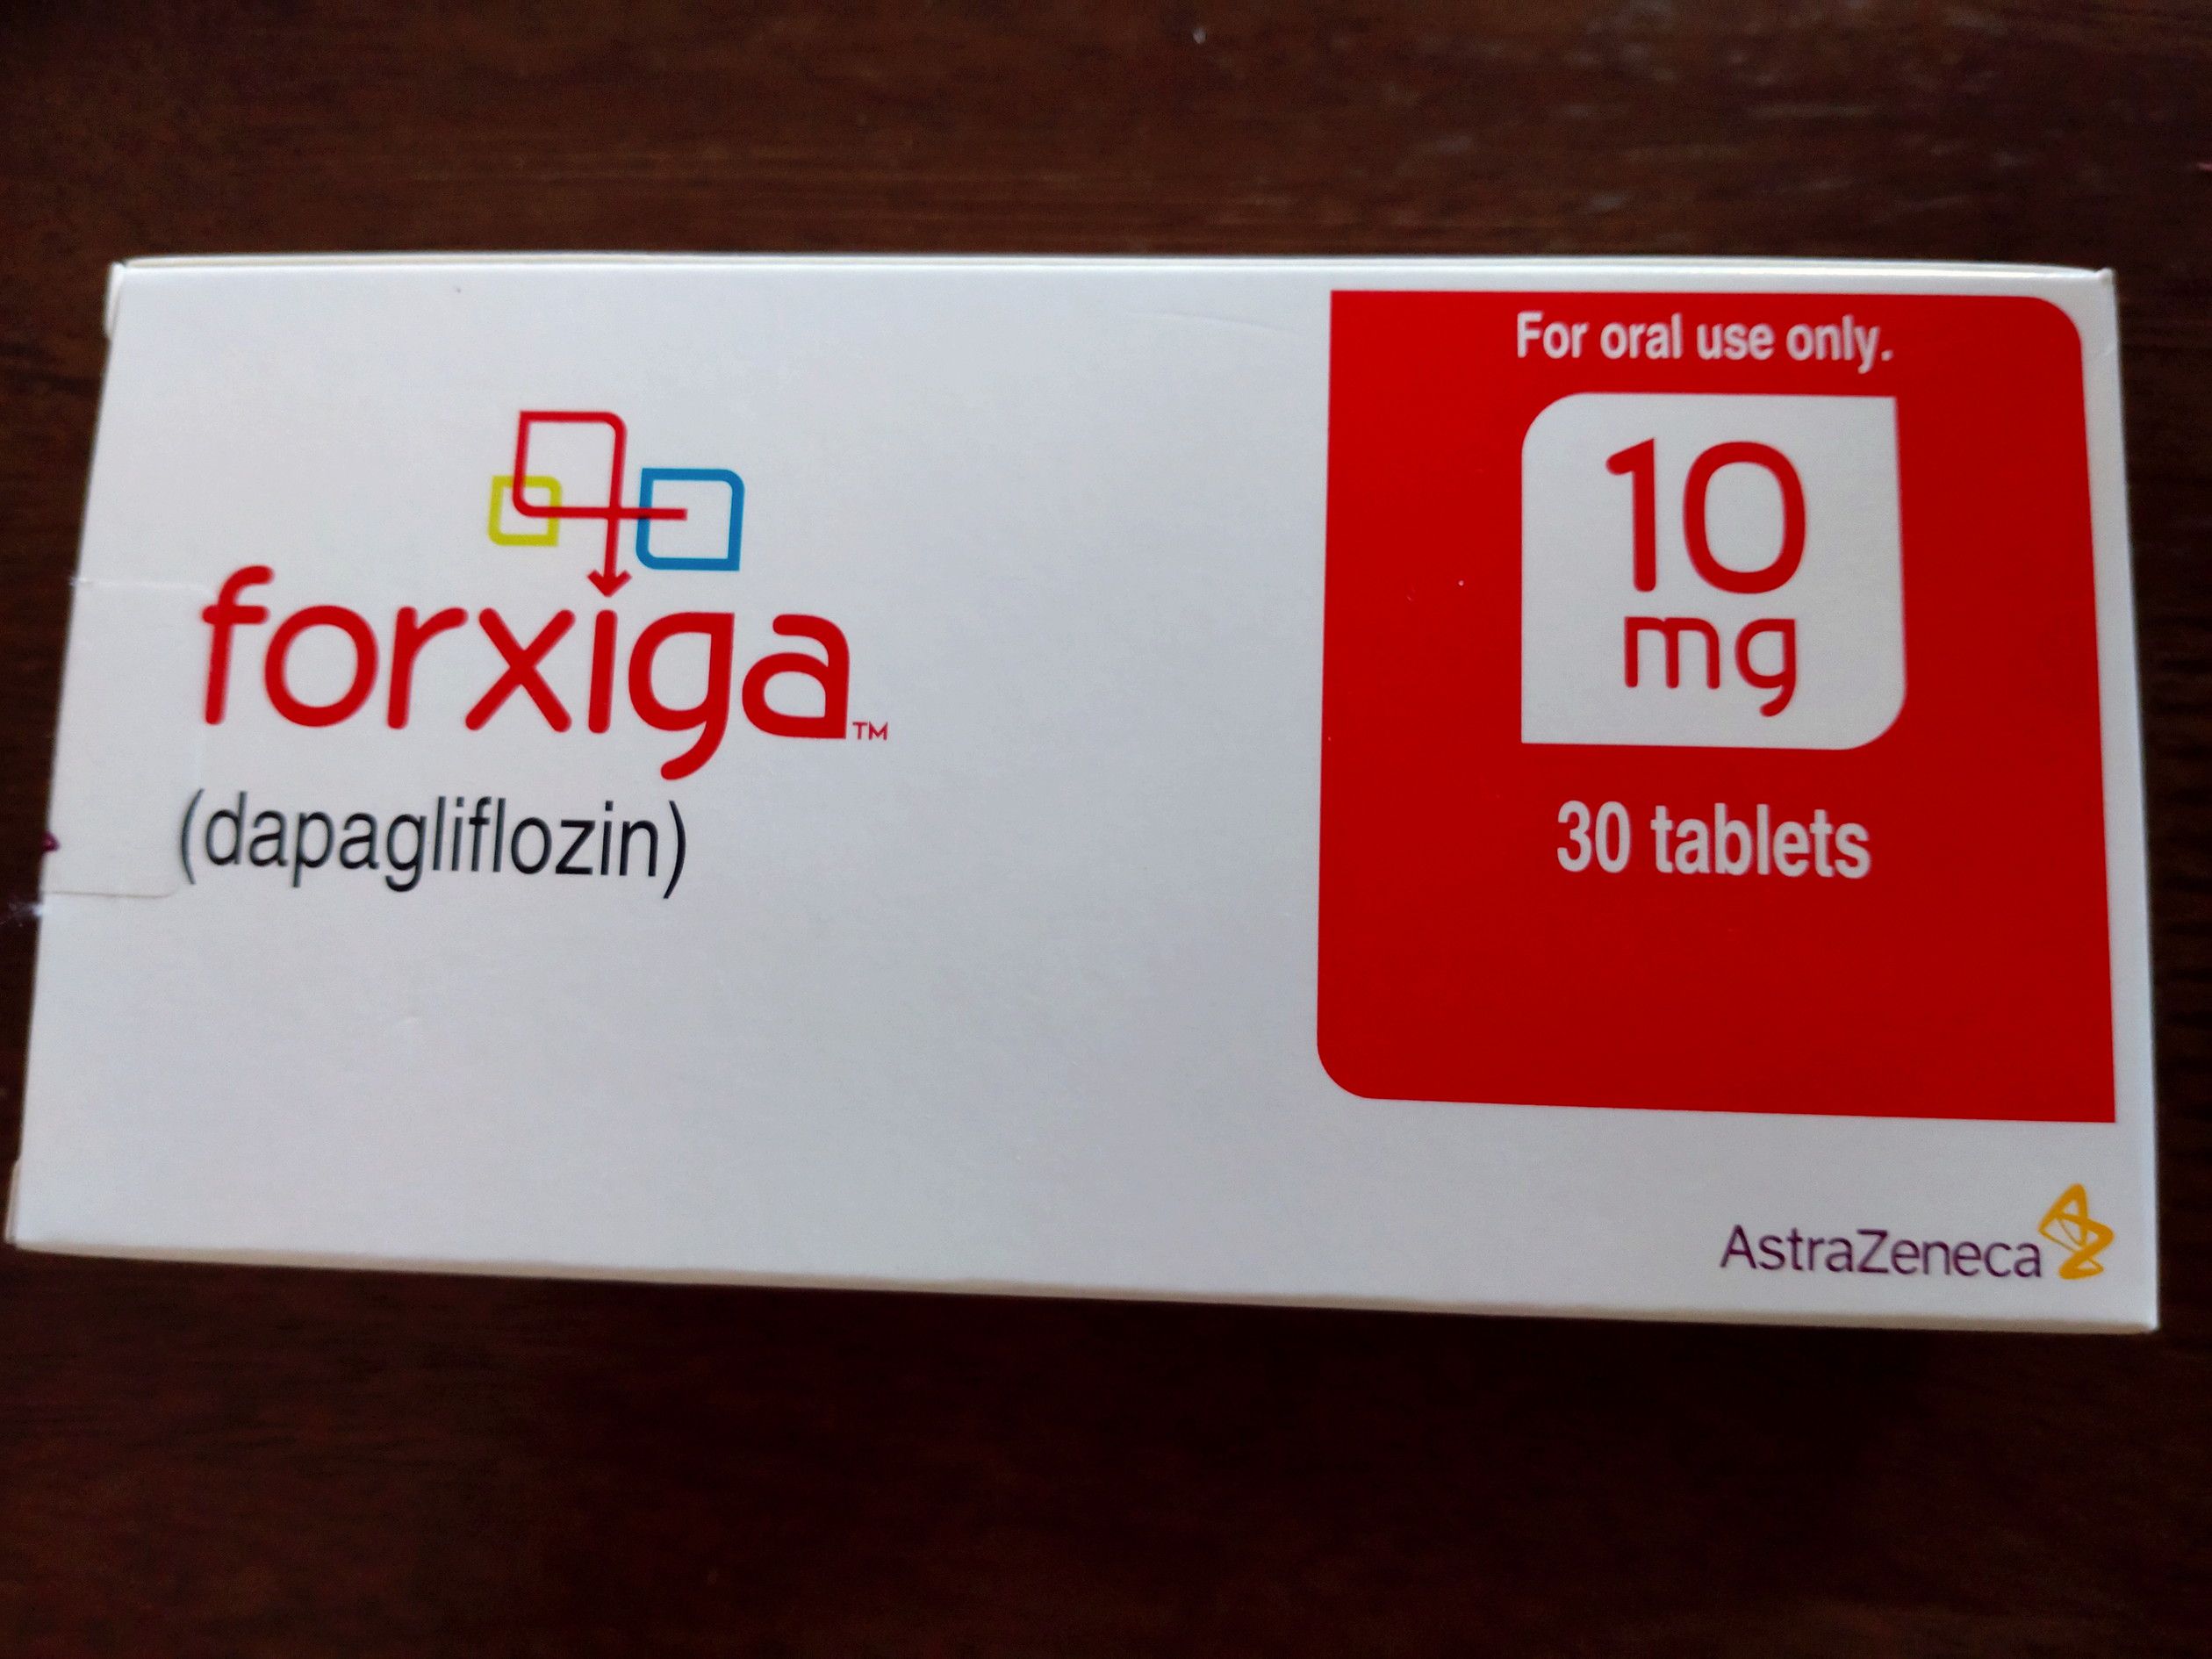 forxiga™
(dapagliflozin)
For oral use only.
10
mg
30 tablets
AstraZeneca